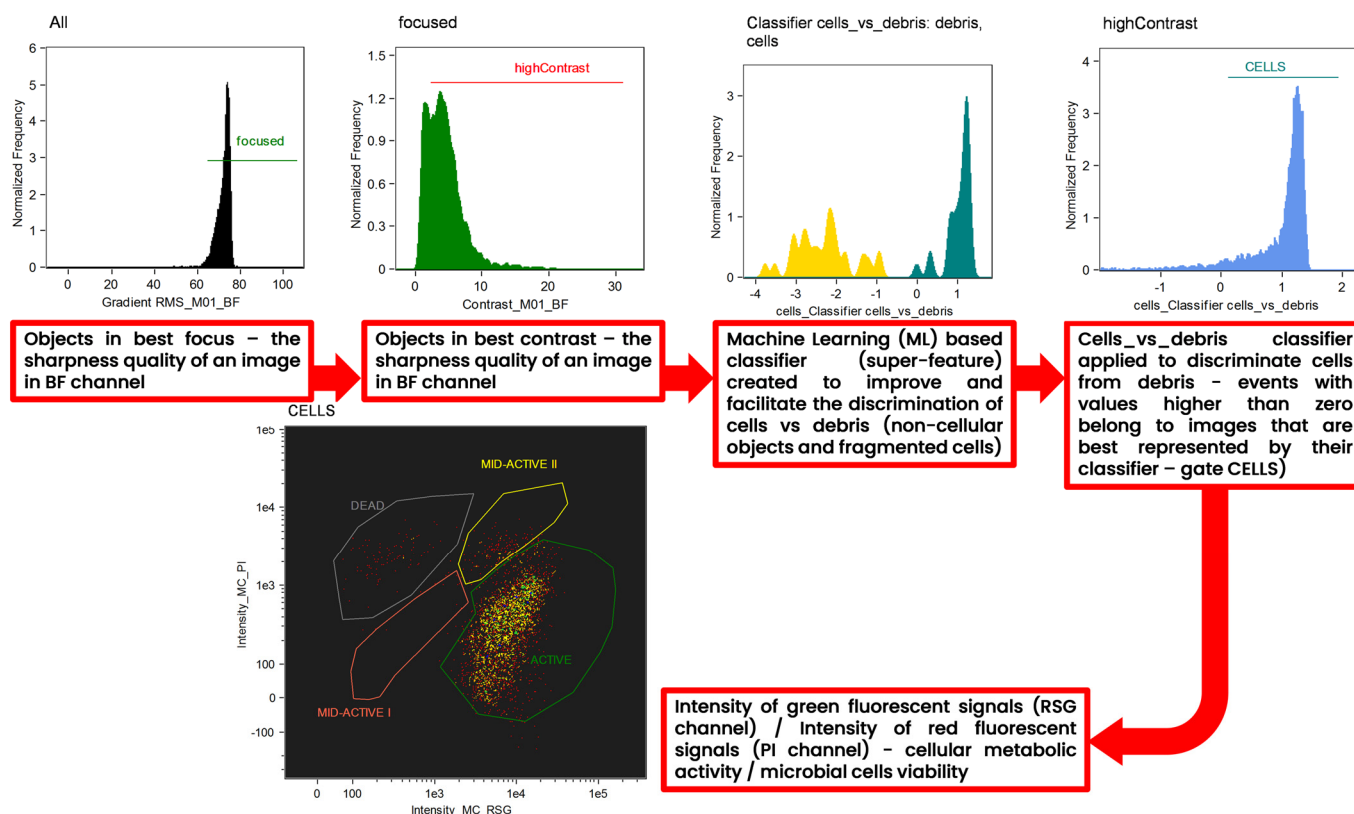 All
6
5
4
3
2
1
0
Normalized Frequency
focused
0 20 40 60 80 100
Gradient RMS_M01_BF
focused
1.5
1.2
0.9
0.6
0.3
0
Normalized Frequency
highContrast
0 10 20 30
Contrast_M01_BF
Classifier cells_vs_debris: debris,
cells
3
2
1
0
Normalized Frequency
-4 -3 -2 -1 0 1
cells_Classifier cells_vs_debris
highContrast
4
3
2
1
0
Normalized Frequency
CELLS
-1 0 1 2
cells_Classifier cells_vs_debris
Objects in best focus – the
sharpness quality of an image
in BF channel
Objects in best contrast – the
sharpness quality of an image
in BF channel
Machine Learning (ML) based
classifier (super-feature)
created to improve and
facilitate the discrimination of
cells vs debris (non-cellular
objects and fragmented cells)
Cells_vs_debris classifier
applied to discriminate cells
from debris – events with
values higher than zero
belong to images that are
best represented by their
classifier – gate CELLS)
CELLS
1e5
1e4
1e3
100
0
-100
Intensity_MC_PI
MID-ACTIVE II
DEAD
ACTIVE
MID-ACTIVE I
0 100 1e3 1e4 1e5
Intensity_MC_RSG
Intensity of green fluorescent signals (RSG
channel) / Intensity of red fluorescent
signals (PI channel) - cellular metabolic
activity / microbial cells viability